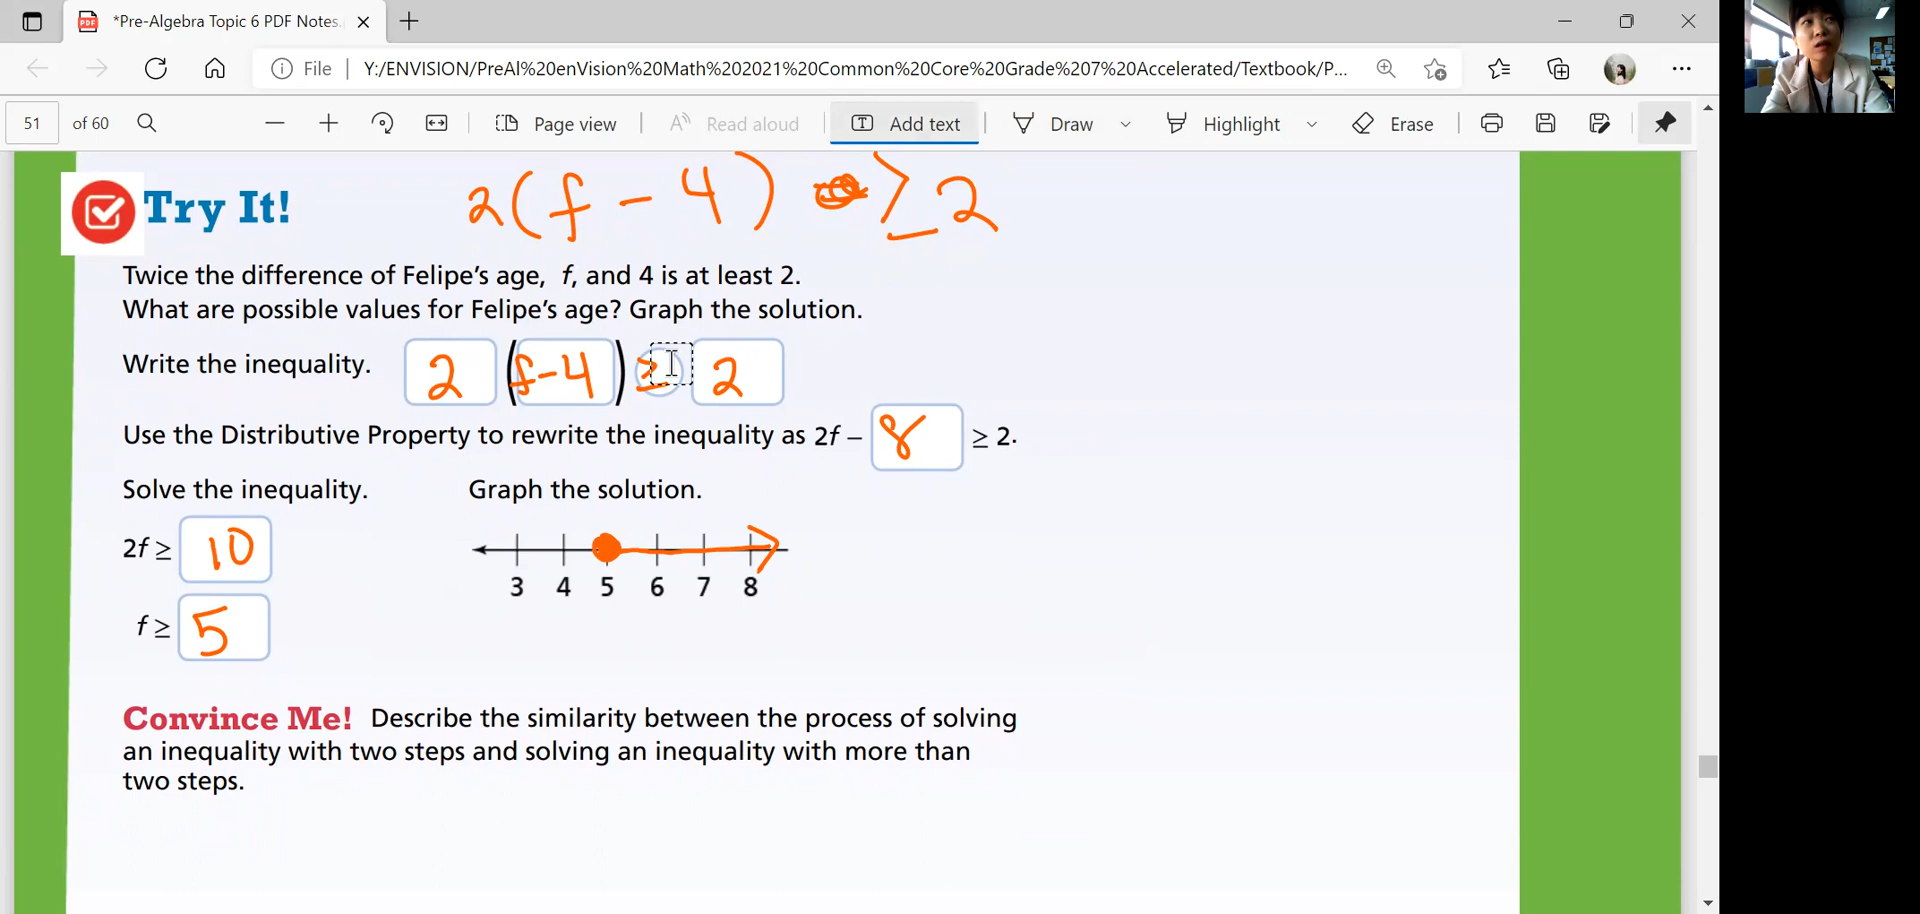 *Pre-Algebra Topic 6 PDF Notes.
File | Y:/ENVISION/PreAl%20enVision%20Math%202021%20Common%20Core%20Grade%207%20Accelerated/Textbook/P...
51 of 60 Page view Read aloud Add text Draw Highlight Erase
Try It! 2(f - 4) ≥ 2
Twice the difference of Felipe's age, f, and 4 is at least 2.
What are possible values for Felipe's age? Graph the solution.
Write the inequality. 2 (f-4) ≥ 2
Use the Distributive Property to rewrite the inequality as 2f – 8 ≥ 2.
Solve the inequality. Graph the solution.
2f ≥ 10
3 4 5 6 7 8
f ≥ 5
Convince Me! Describe the similarity between the process of solving
an inequality with two steps and solving an inequality with more than
two steps.